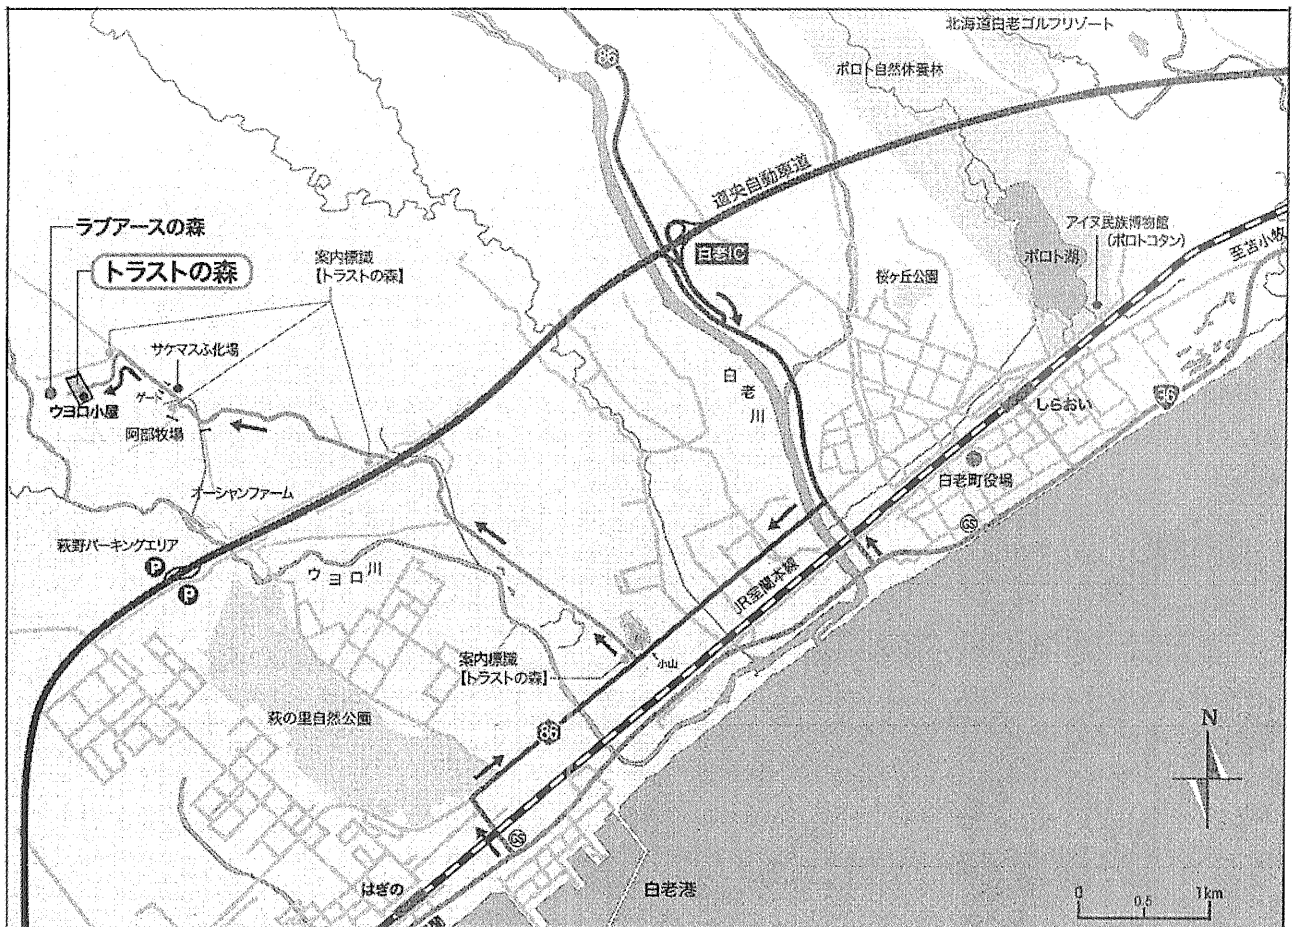 北海道白老ゴルフリゾート
86
ポロト自然休養林
道央自動車道
ラブアースの森
トラストの森
案内標識
【トラストの森】
白老IC
アイヌ民族博物館
(ポロトコタン)
至苫小牧
ポロト湖
桜ヶ丘公園
サケマスふ化場
ゲート
ウヨロ小屋
阿部牧場
白老川
36
しらおい
オーシャンファーム
白老町役場
GS
萩野パーキングエリア
P
P
ウヨロ川
JR室蘭本線
案内標識
【トラストの森】
小山
萩の里自然公園
86
N
GS
はぎの
白老港
蘭
0
0.5
1km